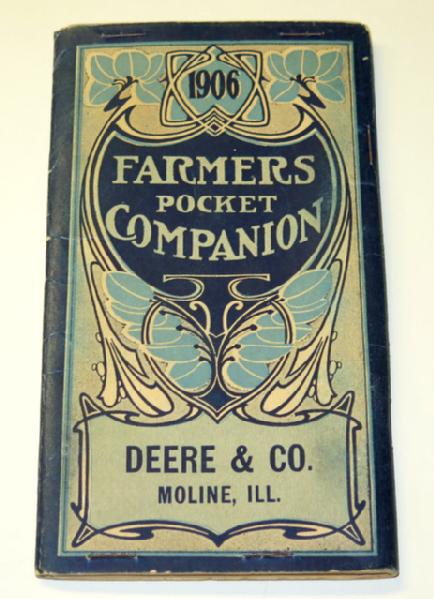 1906
FARMERS
POCKET
COMPANION
DEERE & CO.
MOLINE, ILL.